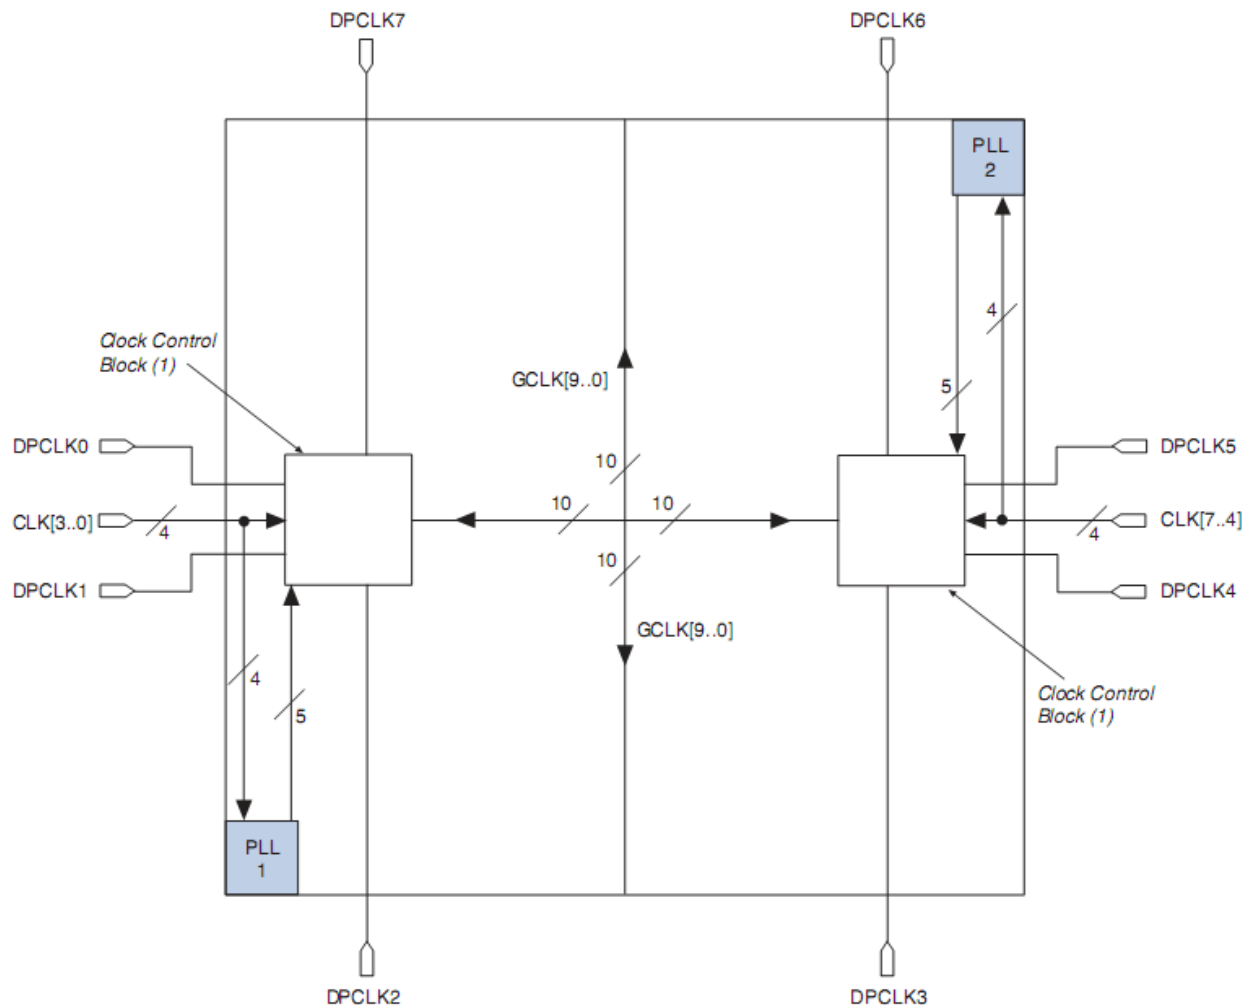 DPCLK7
DPCLK6
PLL
2
4
Clock Control
Block (1)
GCLK[9..0]
5
DPCLK0
DPCLK5
10
10
10
CLK[3..0]
4
CLK[7..4]
4
10
DPCLK1
DPCLK4
GCLK[9..0]
4
5
Clock Control
Block (1)
PLL
1
DPCLK2
DPCLK3